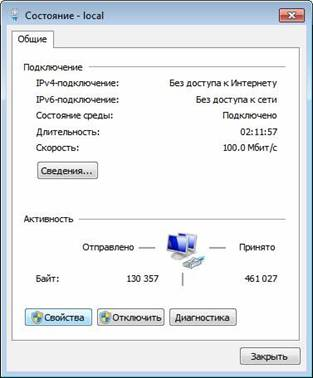 Состояние - local
Общие
Подключение
IPv4-подключение: Без доступа к Интернету
IPv6-подключение: Без доступа к сети
Состояние среды: Подключено
Длительность: 02:11:57
Скорость: 100.0 Мбит/с
Сведения...
Активность
Отправлено — — Принято
Байт: 130 357 | 461 027
Свойства Отключить Диагностика
Закрыть